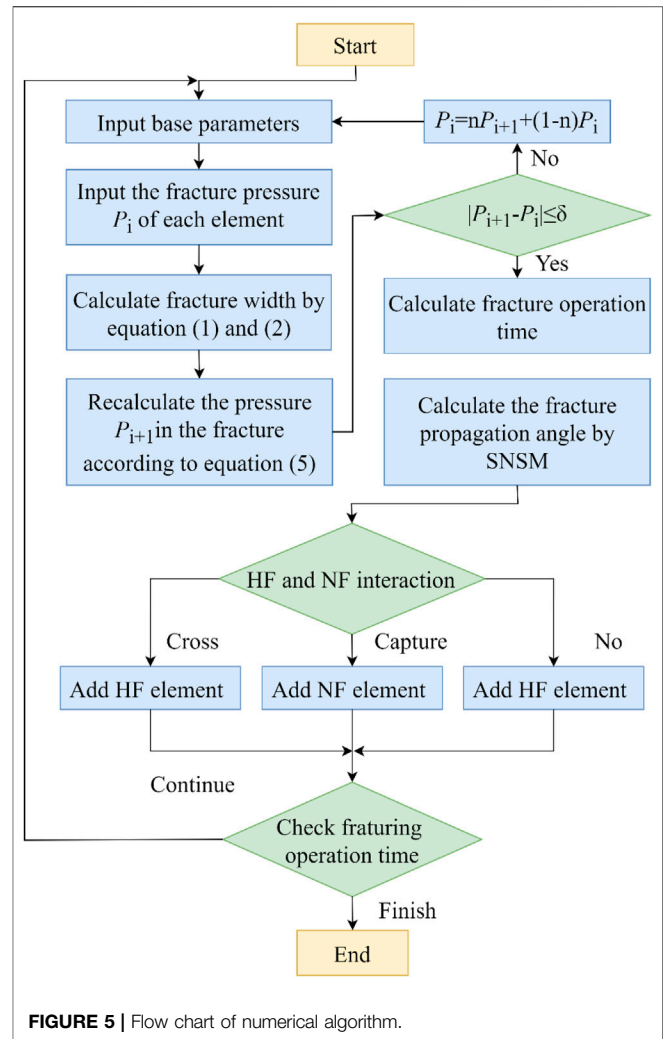 Start
Input base parameters
Input the fracture pressure
Pi of each element
Calculate fracture width by
equation (1) and (2)
Recalculate the pressure
Pi+1 in the fracture
according to equation (5)
Pi=nPi+1+(1-n)Pi
No
|Pi+1-Pi|≤δ
Yes
Calculate fracture operation
time
Calculate the fracture
propagation angle by
SNSM
HF and NF interaction
Cross
Capture
No
Add HF element
Add NF element
Add HF element
Continue
Check fraturing
operation time
Finish
End
FIGURE 5 | Flow chart of numerical algorithm.